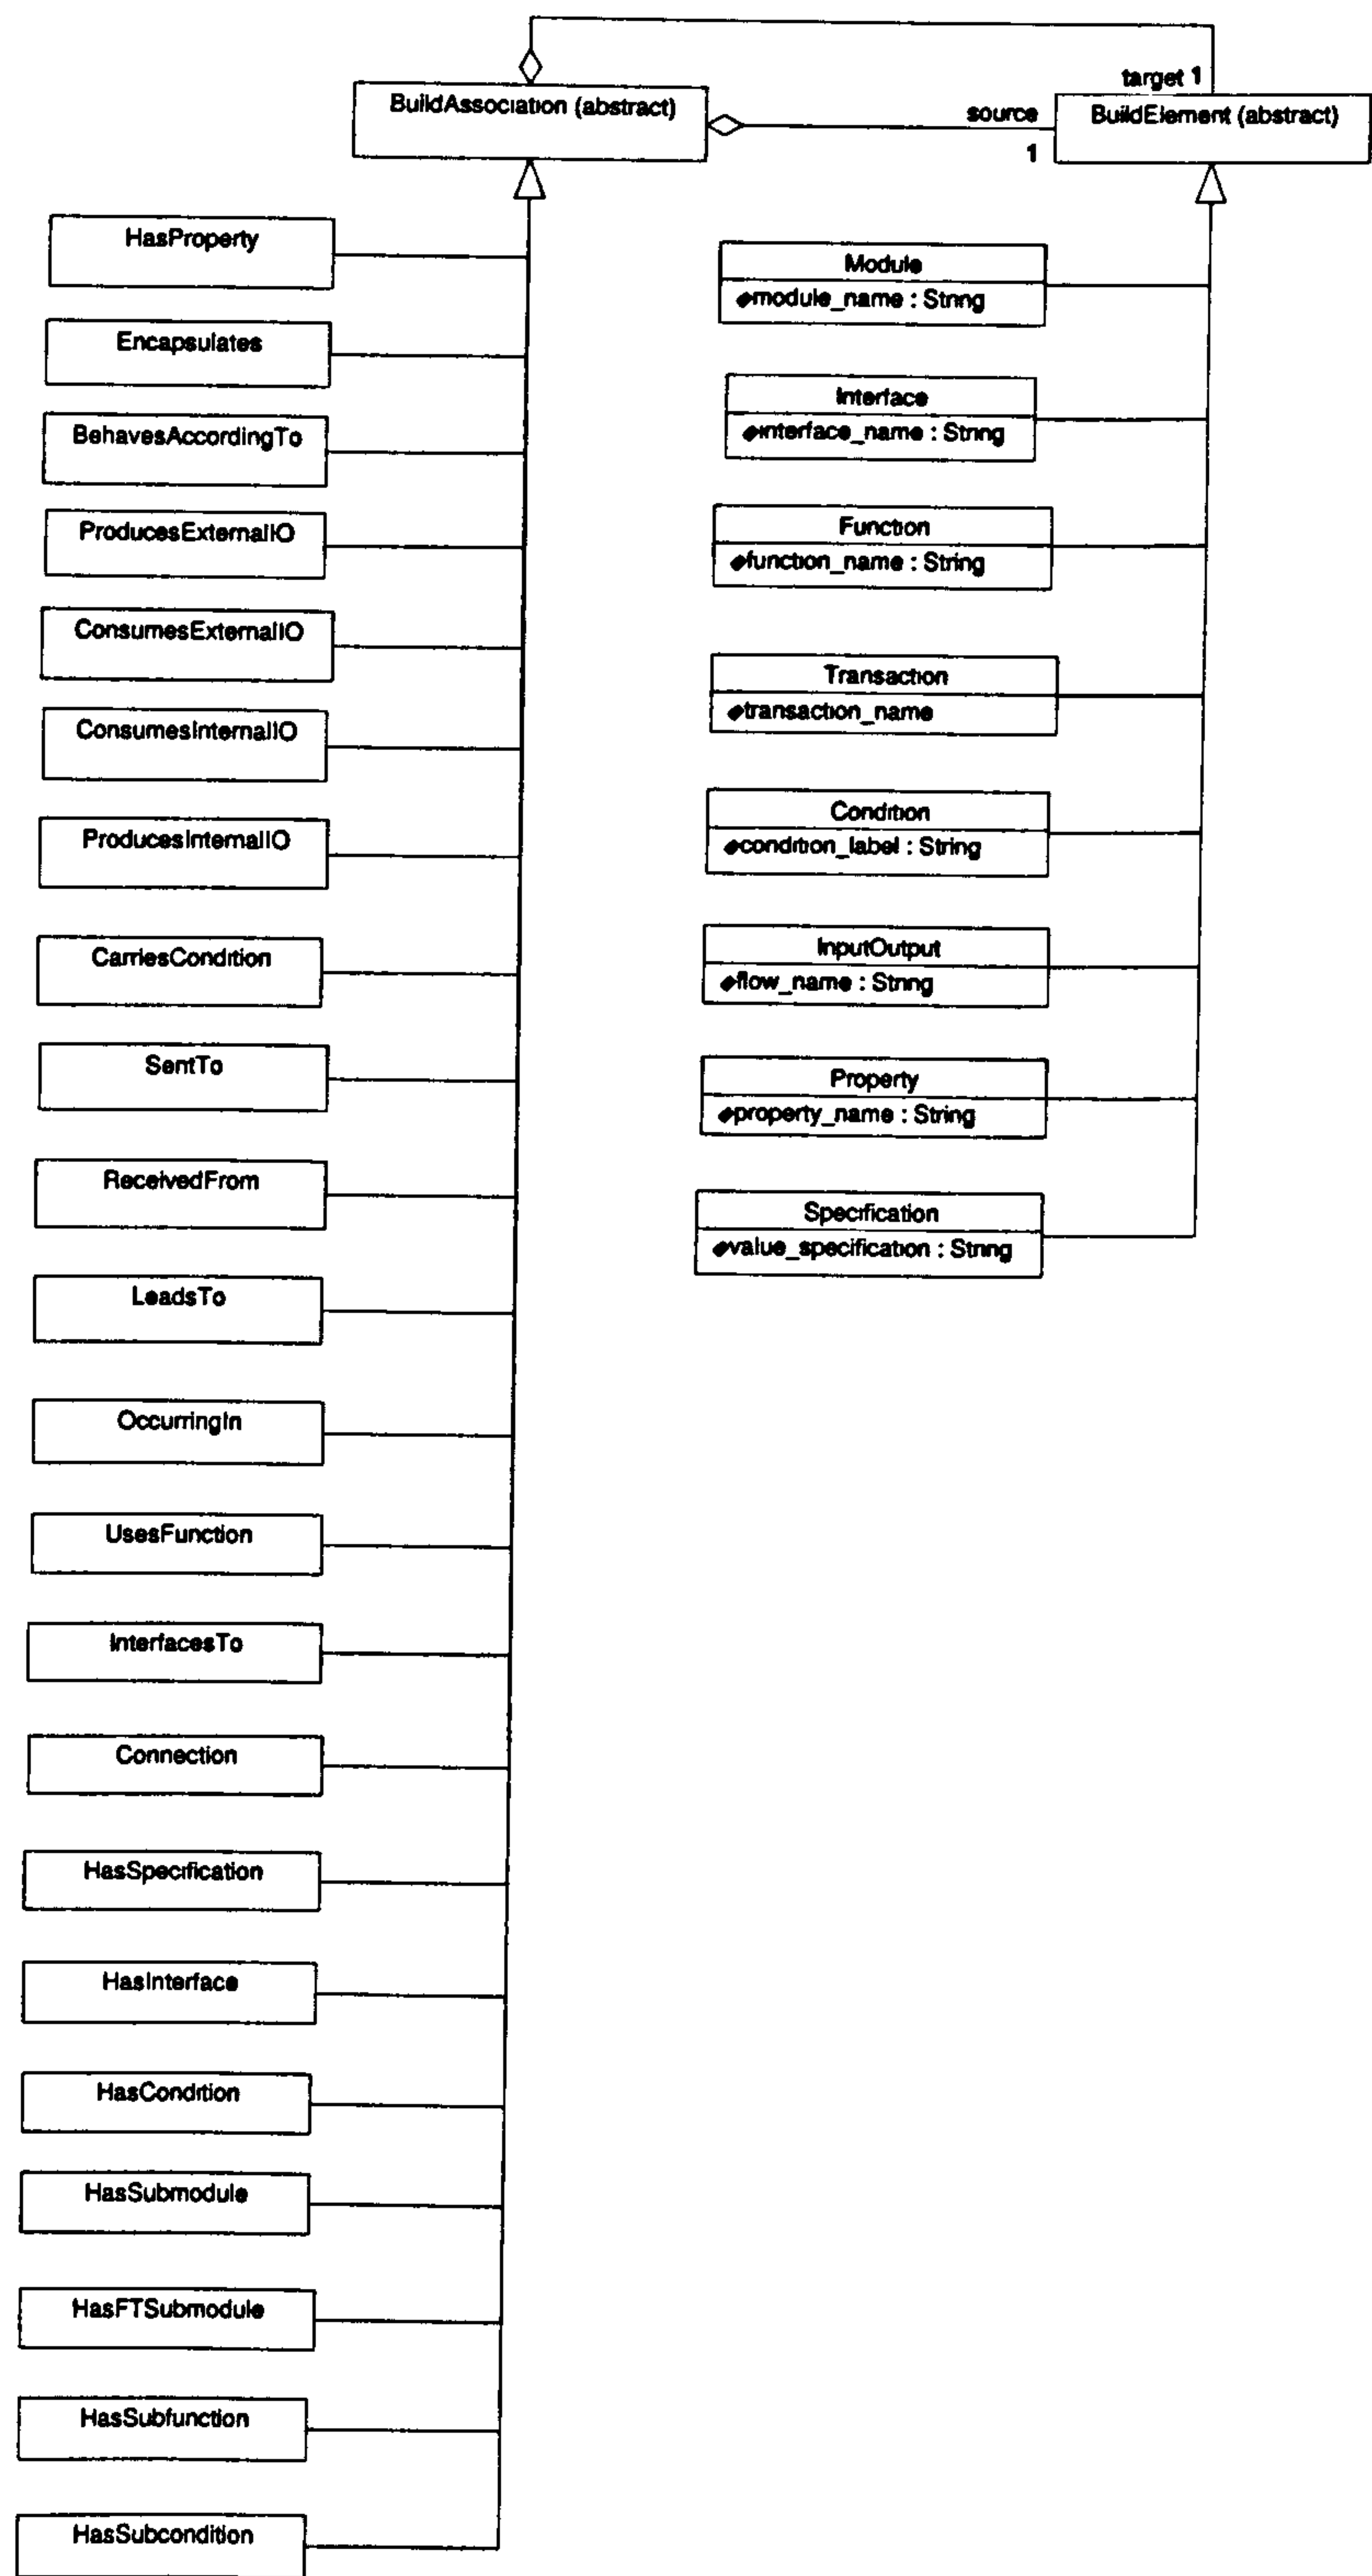 target 1
BuildAssociation (abstract)
source
1
BuildElement (abstract)
HasProperty
Encapsulates
BehavesAccordingTo
ProducesExternalIO
ConsumesExternalIO
ConsumesInternalIO
ProducesInternalIO
CarriesCondition
SentTo
ReceivedFrom
LeadsTo
OccurringIn
UsesFunction
InterfacesTo
Connection
HasSpecification
HasInterface
HasCondition
HasSubmodule
HasFTSubmodule
HasSubfunction
HasSubcondition
Module
module_name : String
Interface
interface_name : String
Function
function_name : String
Transaction
transaction_name
Condition
condition_label : String
InputOutput
flow_name : String
Property
property_name : String
Specification
value_specification : String